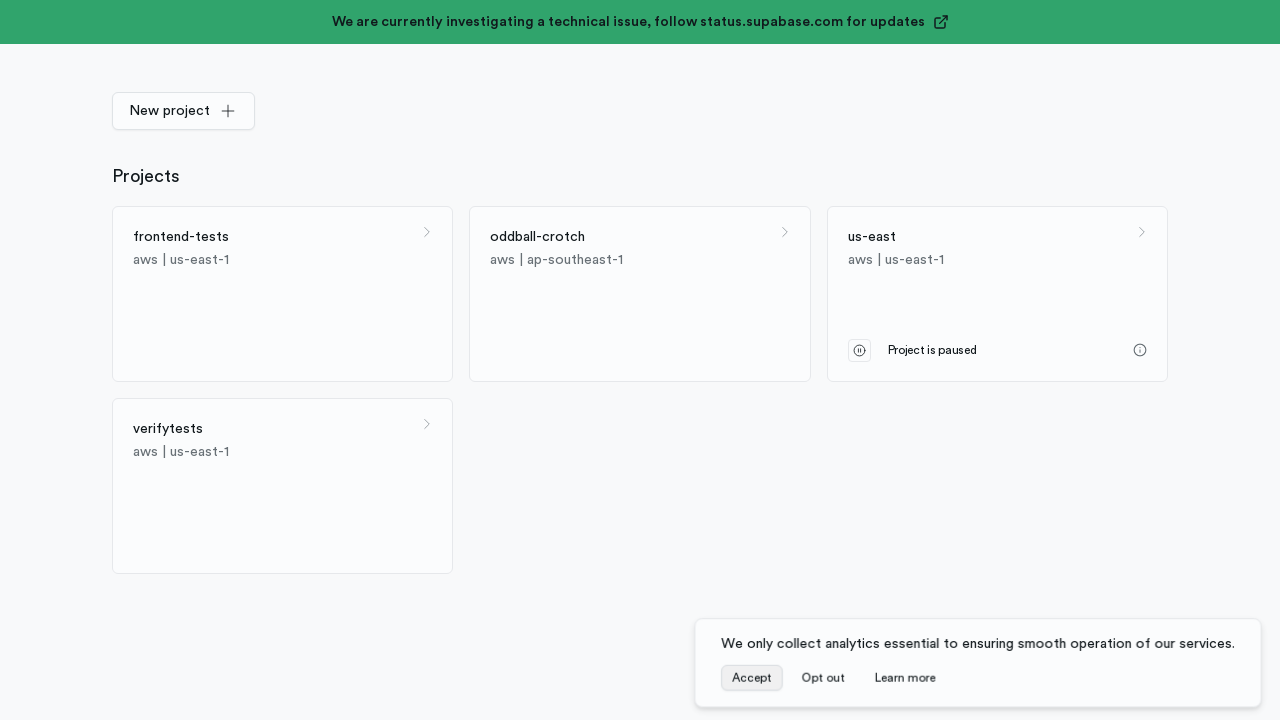 We are currently investigating a technical issue, follow status.supabase.com for updates
New project
Projects
frontend-tests
aws | us-east-1
oddball-crotch
aws | ap-southeast-1
us-east
aws | us-east-1
Project is paused
verifytests
aws | us-east-1
We only collect analytics essential to ensuring smooth operation of our services.
Accept
Opt out
Learn more